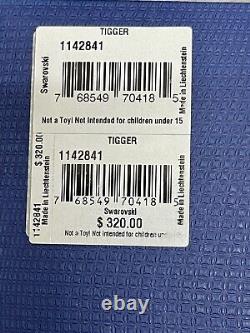 TIGGER
1142841
Swarovski
Made in Liechtenstein
7 68549 70418 5
Not a Toy! Not intended for children under 15
$ 320.00
1142841
TIGGER
1142841
Made in Liechtenstein
7 68549 70418 5
Swarovski
$ 320.00
Not a Toy! Not intended for children under